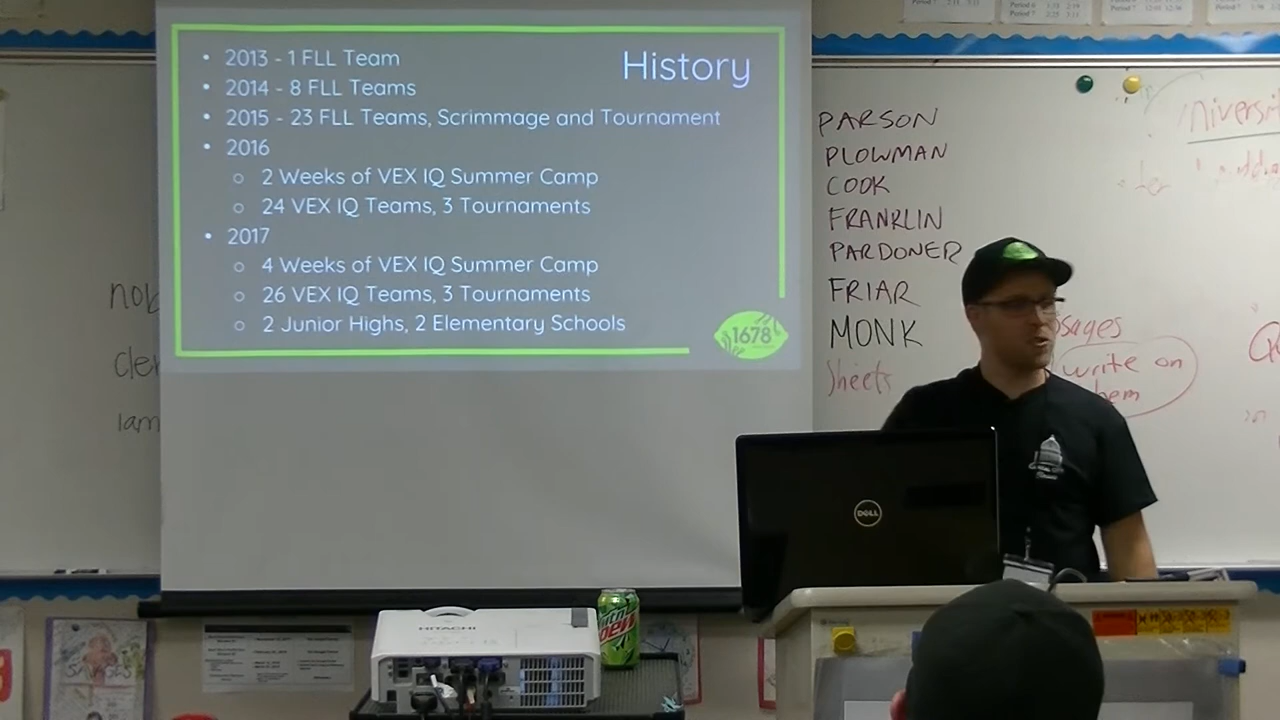 History
• 2013 - 1 FLL Team
• 2014 - 8 FLL Teams
• 2015 - 23 FLL Teams, Scrimmage and Tournament
• 2016
○ 2 Weeks of VEX IQ Summer Camp
○ 24 VEX IQ Teams, 3 Tournaments
• 2017
○ 4 Weeks of VEX IQ Summer Camp
○ 26 VEX IQ Teams, 3 Tournaments
○ 2 Junior Highs, 2 Elementary Schools
1678
PARSON
PLOWMAN
COOK
FRANKLIN
PARDONER
FRIAR
MONK
Sheets
write on
DELL
HITACHI
DEW